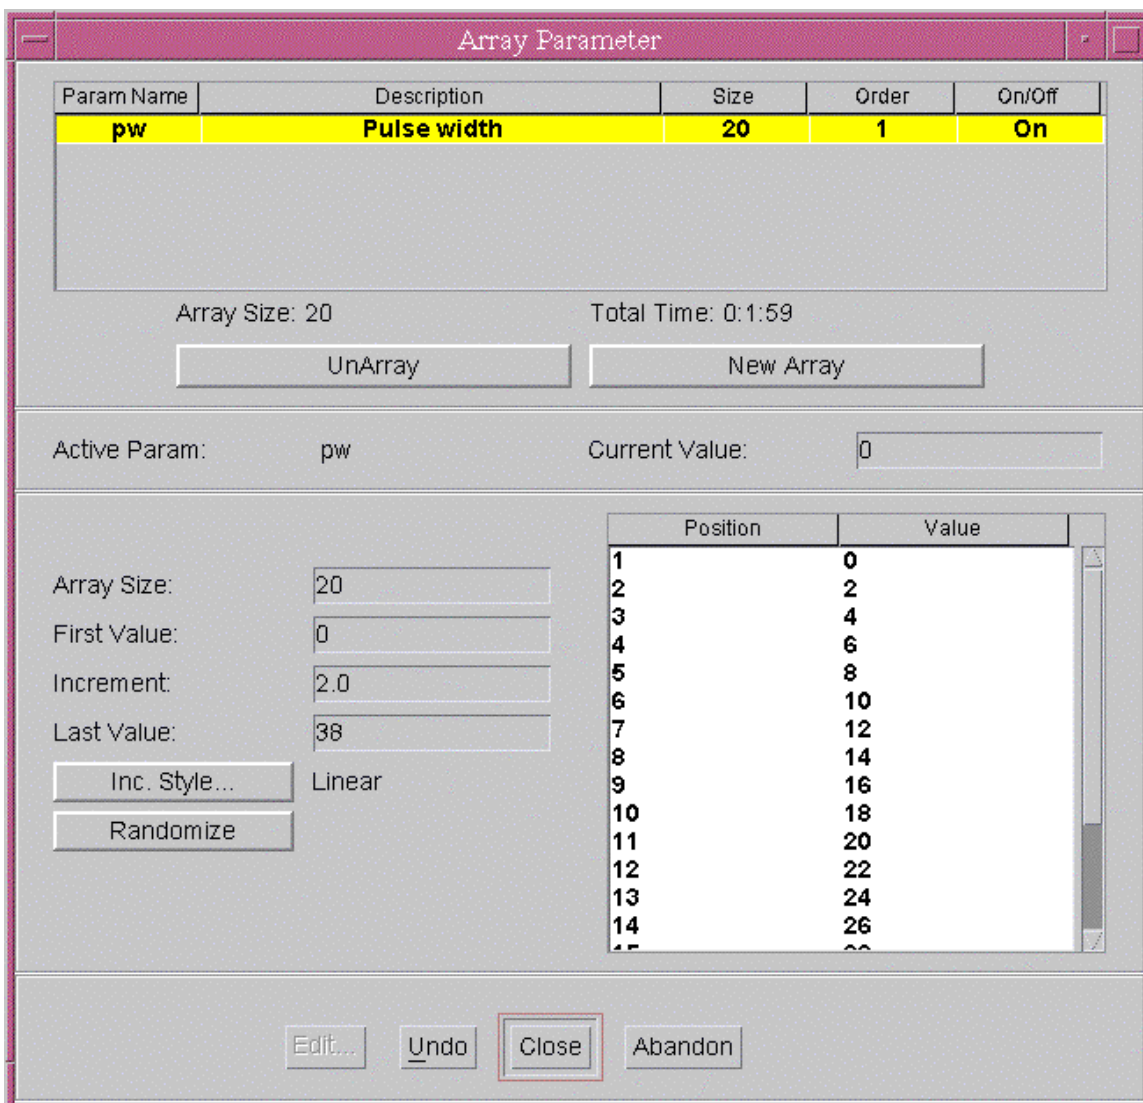 Array Parameter
Param Name Description Size Order On/Off
pw Pulse width 20 1 On
Array Size: 20 Total Time: 0:1:59
UnArray New Array
Active Param: pw Current Value: 0
Position Value
1 0
Array Size: 20 2 2
3 4
First Value: 0 4 6
5 8
Increment: 2.0 6 10
Last Value: 38 7 12
8 14
Inc. Style... Linear 9 16
10 18
Randomize 11 20
12 22
13 24
14 26
Edit... Undo Close Abandon